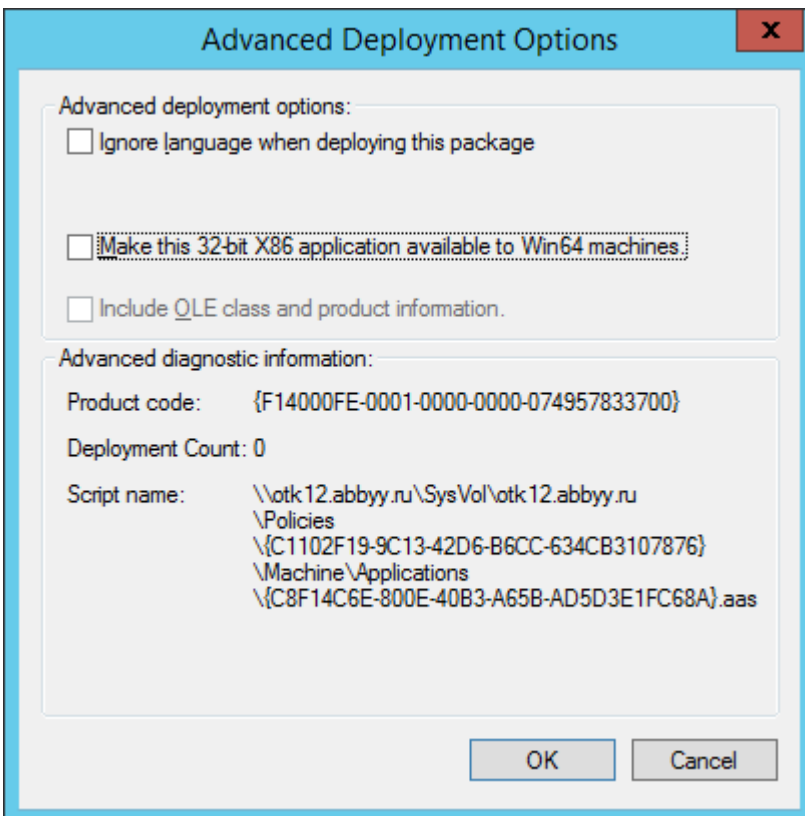 Advanced Deployment Options
x
Advanced deployment options:
Ignore language when deploying this package
Make this 32-bit X86 application available to Win64 machines.
Include OLE class and product information.
Advanced diagnostic information:
Product code: {F14000FE-0001-0000-0000-074957833700}
Deployment Count: 0
Script name: \\otk12.abbyy.ru\SysVol\otk12.abbyy.ru
\Policies
\{C1102F19-9C13-42D6-B6CC-634CB3107876}
\Machine\Applications
\{C8F14C6E-800E-40B3-A65B-AD5D3E1FC68A}.aas
OK Cancel